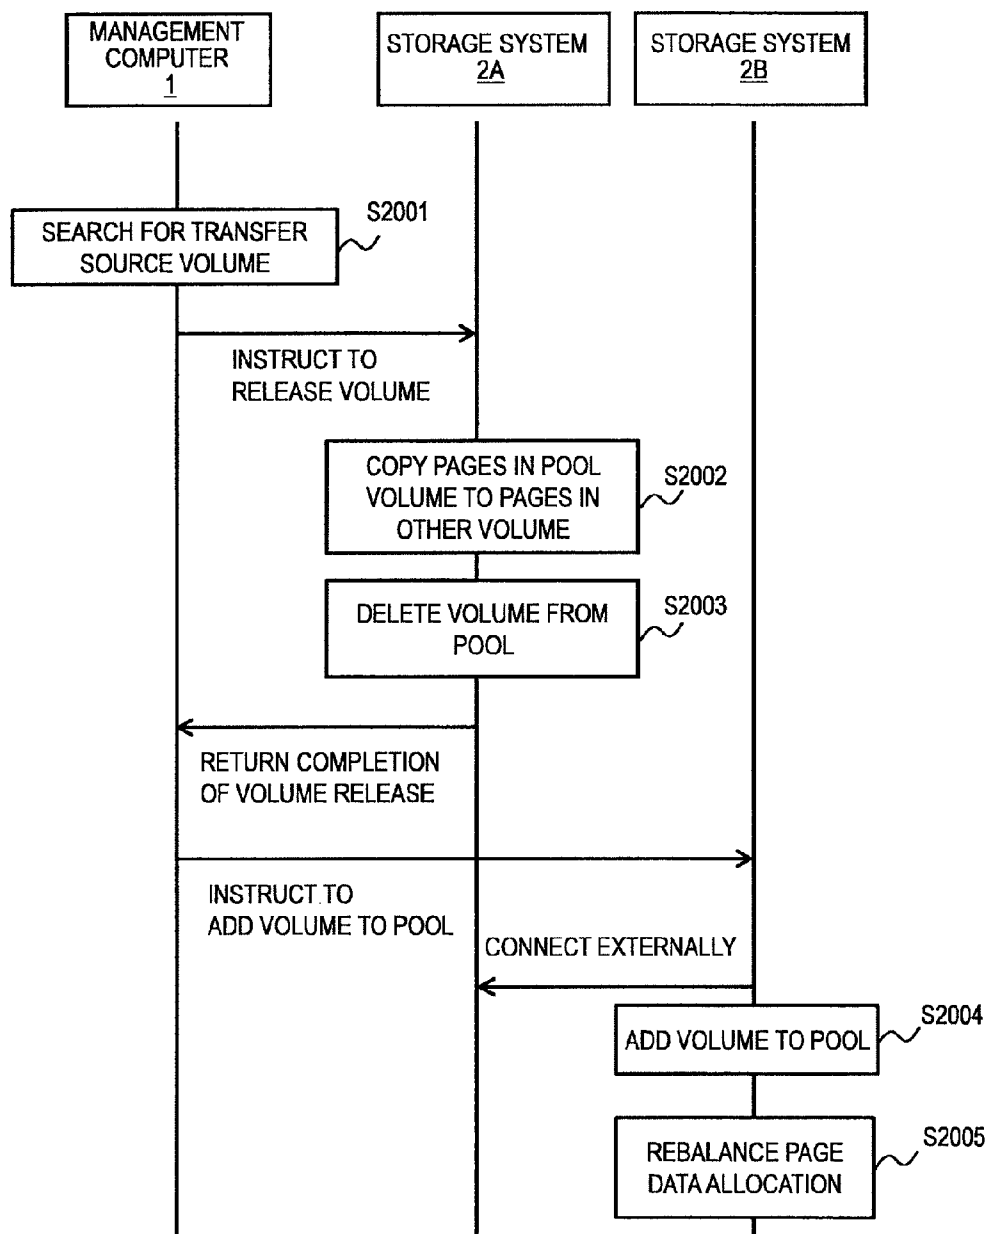 MANAGEMENT
COMPUTER
1
STORAGE SYSTEM
2A
STORAGE SYSTEM
2B
SEARCH FOR TRANSFER
SOURCE VOLUME
S2001
INSTRUCT TO
RELEASE VOLUME
COPY PAGES IN POOL
VOLUME TO PAGES IN
OTHER VOLUME
S2002
DELETE VOLUME FROM
POOL
S2003
RETURN COMPLETION
OF VOLUME RELEASE
INSTRUCT TO
ADD VOLUME TO POOL
CONNECT EXTERNALLY
ADD VOLUME TO POOL
S2004
REBALANCE PAGE
DATA ALLOCATION
S2005